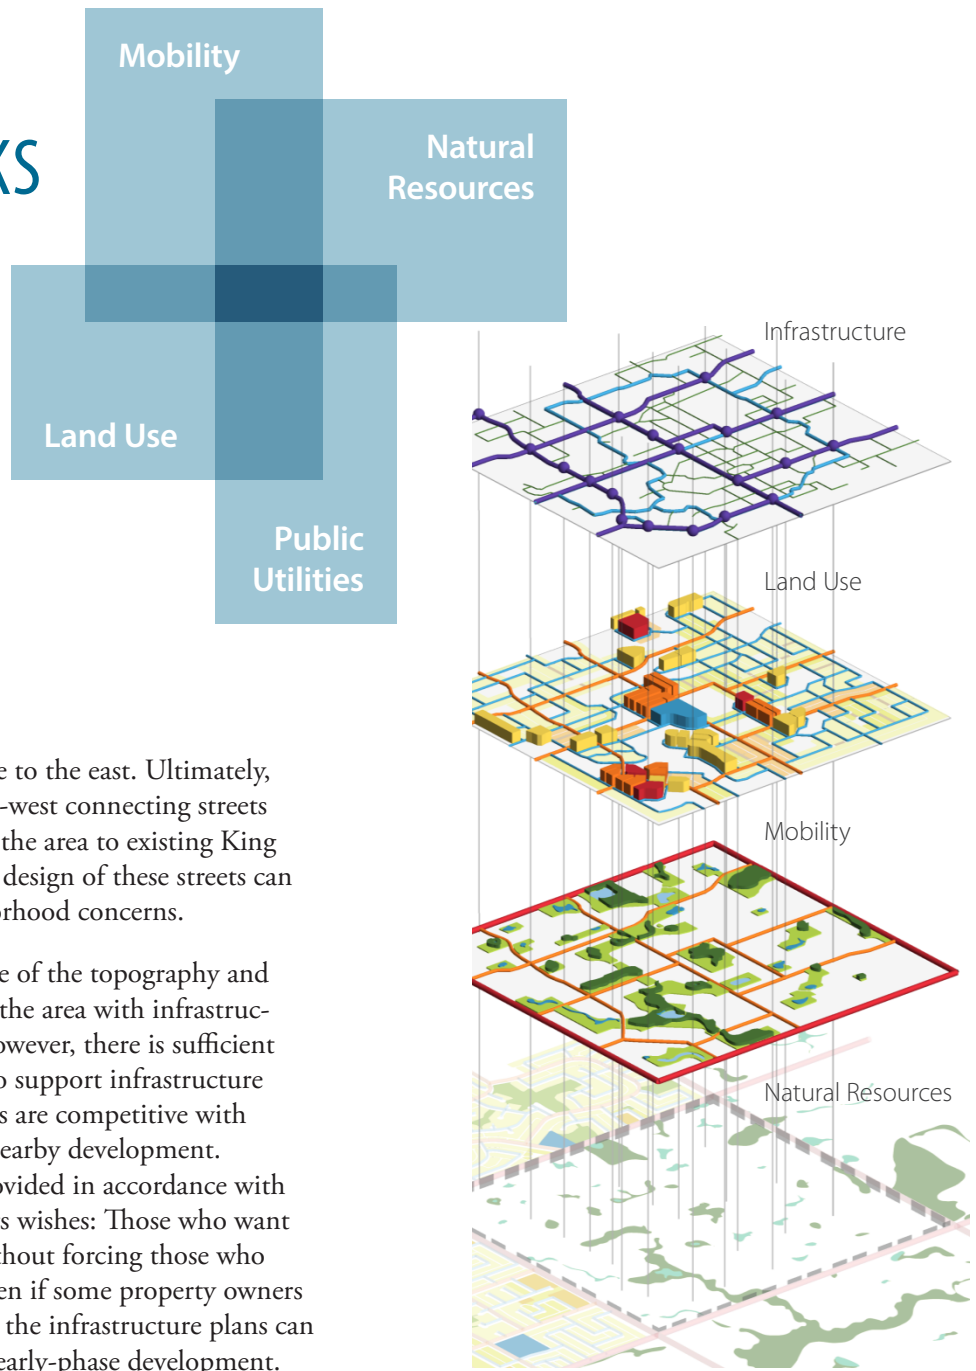 Mobility
KS
Natural
Resources
Land Use
Public
Utilities
Infrastructure
Land Use
Mobility
Natural Resources
e to the east. Ultimately,
-west connecting streets
the area to existing King
design of these streets can
orhood concerns.
e of the topography and
the area with infrastruc-
owever, there is sufficient
o support infrastructure
s are competitive with
earby development.
ovided in accordance with
s wishes: Those who want
thout forcing those who
en if some property owners
the infrastructure plans can
early-phase development.